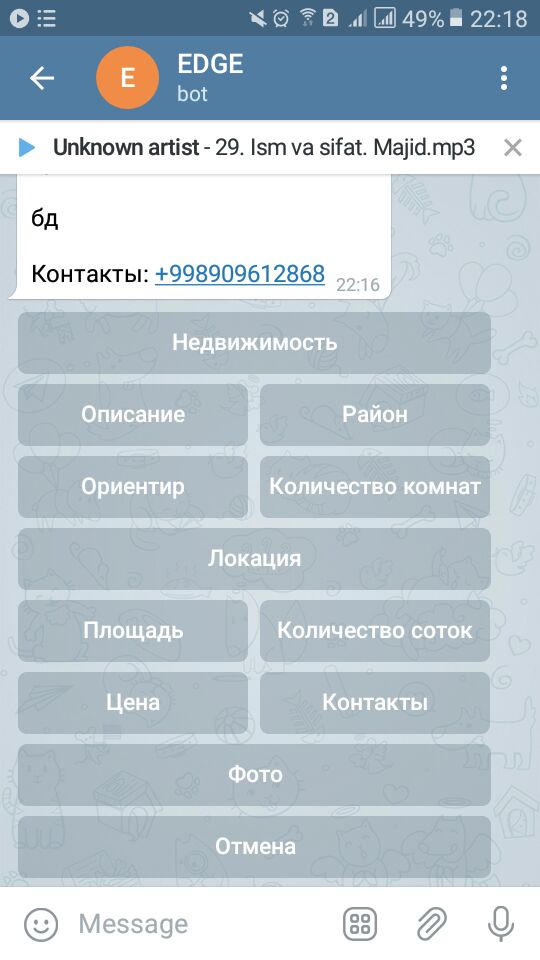 49% 22:18
E
EDGE
bot
Unknown artist - 29. Ism va sifat. Majid.mp3
бд
Контакты: +998909612868 22:16
Недвижимость
Описание Район
Ориентир Количество комнат
Локация
Площадь Количество соток
Цена Контакты
Фото
Отмена
Message